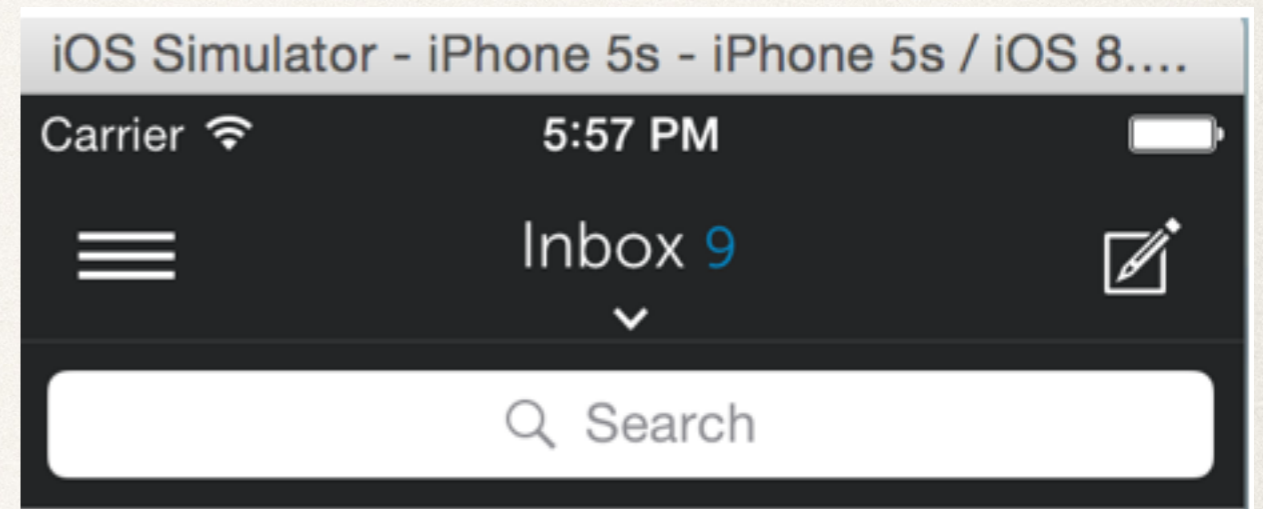 iOS Simulator - iPhone 5s - iPhone 5s / iOS 8....
Carrier 5:57 PM
Inbox 9
Search